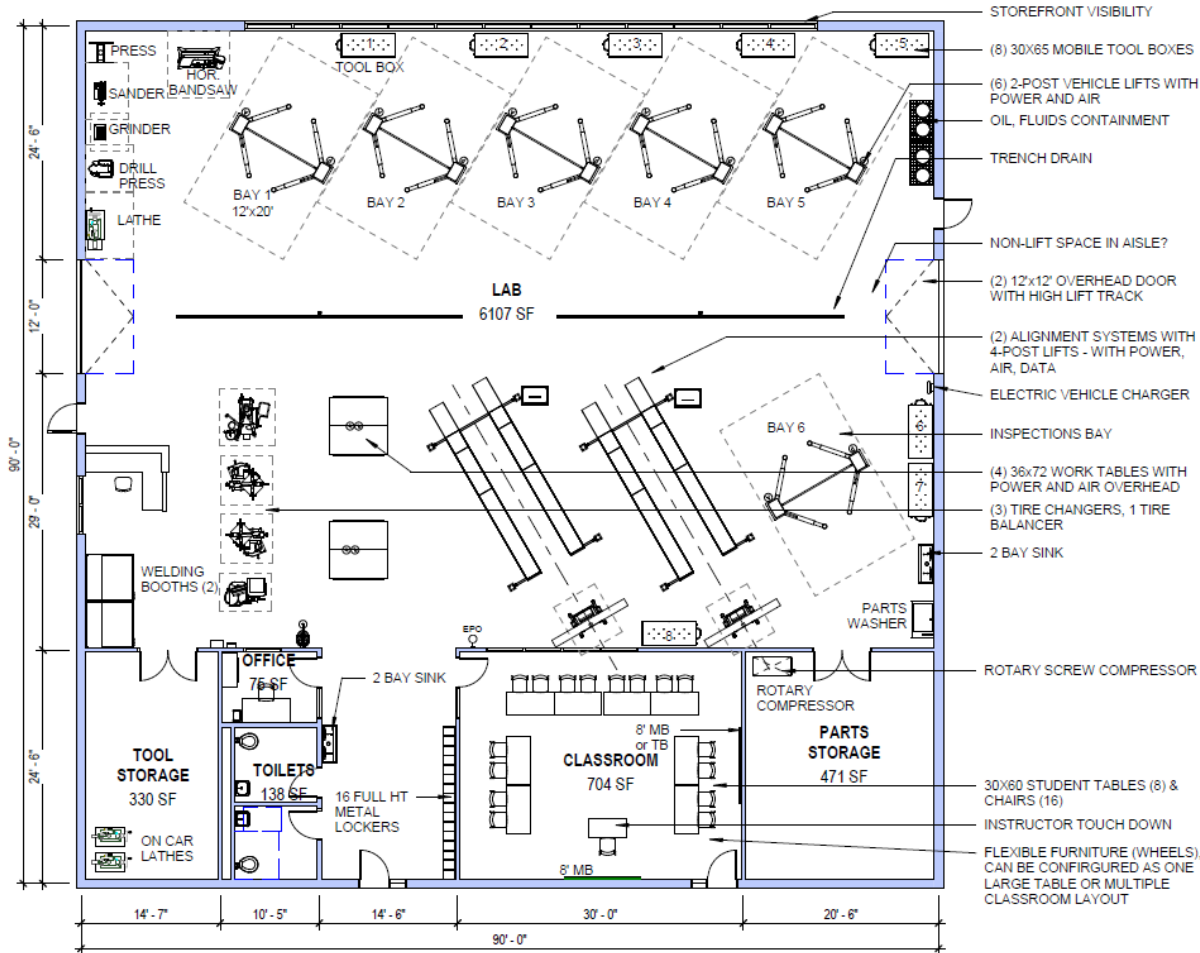 STOREFRONT VISIBILITY
(8) 30X65 MOBILE TOOL BOXES
(6) 2-POST VEHICLE LIFTS WITH
POWER AND AIR
OIL, FLUIDS CONTAINMENT
TRENCH DRAIN
NON-LIFT SPACE IN AISLE?
(2) 12'x12' OVERHEAD DOOR
WITH HIGH LIFT TRACK
(2) ALIGNMENT SYSTEMS WITH
4-POST LIFTS - WITH POWER,
AIR, DATA
ELECTRIC VEHICLE CHARGER
INSPECTIONS BAY
(4) 36x72 WORK TABLES WITH
POWER AND AIR OVERHEAD
(3) TIRE CHANGERS, 1 TIRE
BALANCER
2 BAY SINK
ROTARY SCREW COMPRESSOR
30X60 STUDENT TABLES (8) &
CHAIRS (16)
INSTRUCTOR TOUCH DOWN
FLEXIBLE FURNITURE (WHEELS),
CAN BE CONFIRGURED AS ONE
LARGE TABLE OR MULTIPLE
CLASSROOM LAYOUT
PRESS
HOR.
BANDSAW
SANDER
GRINDER
DRILL
PRESS
LATHE
1
TOOL BOX
2
3
4
5
BAY 1
12'x20'
BAY 2
BAY 3
BAY 4
BAY 5
LAB
6107 SF
BAY 6
6
7
8
WELDING
BOOTHS (2)
PARTS
WASHER
EPO
OFFICE
75 SF
2 BAY SINK
TOOL
STORAGE
330 SF
ON CAR
LATHES
TOILETS
138 SF
16 FULL HT
METAL
LOCKERS
8' MB
or TB
CLASSROOM
704 SF
8' MB
ROTARY
COMPRESSOR
PARTS
STORAGE
471 SF
24' - 6"
12' - 0"
29' - 0"
24' - 6"
90' - 0"
14' - 7"
10' - 5"
14' - 6"
30' - 0"
20' - 6"
90' - 0"